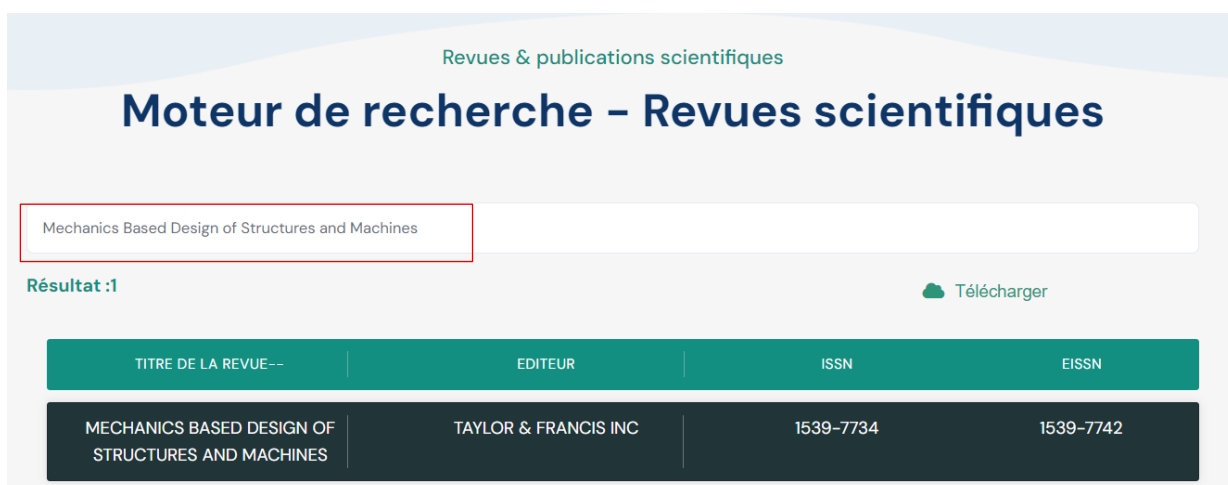 Revues & publications scientifiques
Moteur de recherche – Revues scientifiques
Mechanics Based Design of Structures and Machines
Résultat :1
Télécharger
TITRE DE LA REVUE-- EDITEUR ISSN EISSN
MECHANICS BASED DESIGN OF TAYLOR & FRANCIS INC 1539-7734 1539-7742
STRUCTURES AND MACHINES